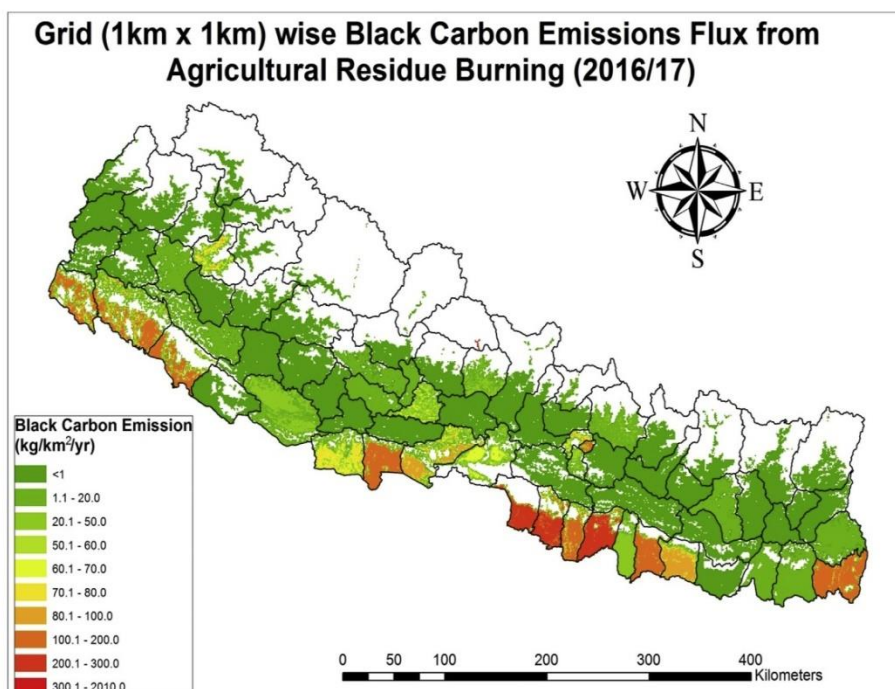 Grid (1km x 1km) wise Black Carbon Emissions Flux from
Agricultural Residue Burning (2016/17)
N
W E
S
Black Carbon Emission
(kg/km²/yr)
<1
1.1 - 20.0
20.1 - 50.0
50.1 - 60.0
60.1 - 70.0
70.1 - 80.0
80.1 - 100.0
100.1 - 200.0
200.1 - 300.0
300.1 - 2010.0
0 50 100 200 300 400
Kilometers